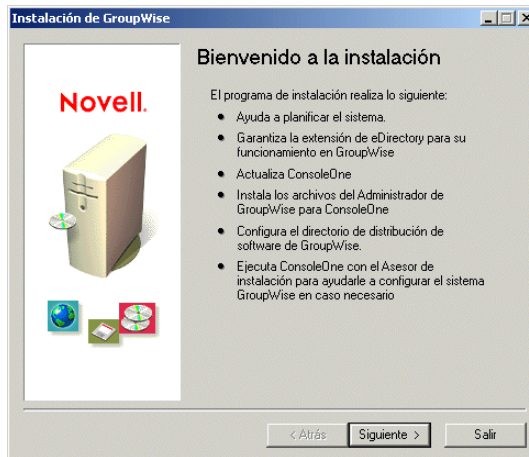 Instalación de GroupWise
Novell.
Bienvenido a la instalación
El programa de instalación realiza lo siguiente:
● Ayuda a planificar el sistema.
● Garantiza la extensión de eDirectory para su
funcionamiento en GroupWise
● Actualiza ConsoleOne
● Instala los archivos del Administrador de
GroupWise para ConsoleOne
● Configura el directorio de distribución de
software de GroupWise.
● Ejecuta ConsoleOne con el Asesor de
instalación para ayudarle a configurar el sistema
GroupWise en caso necesario
< Atrás
Siguiente >
Salir